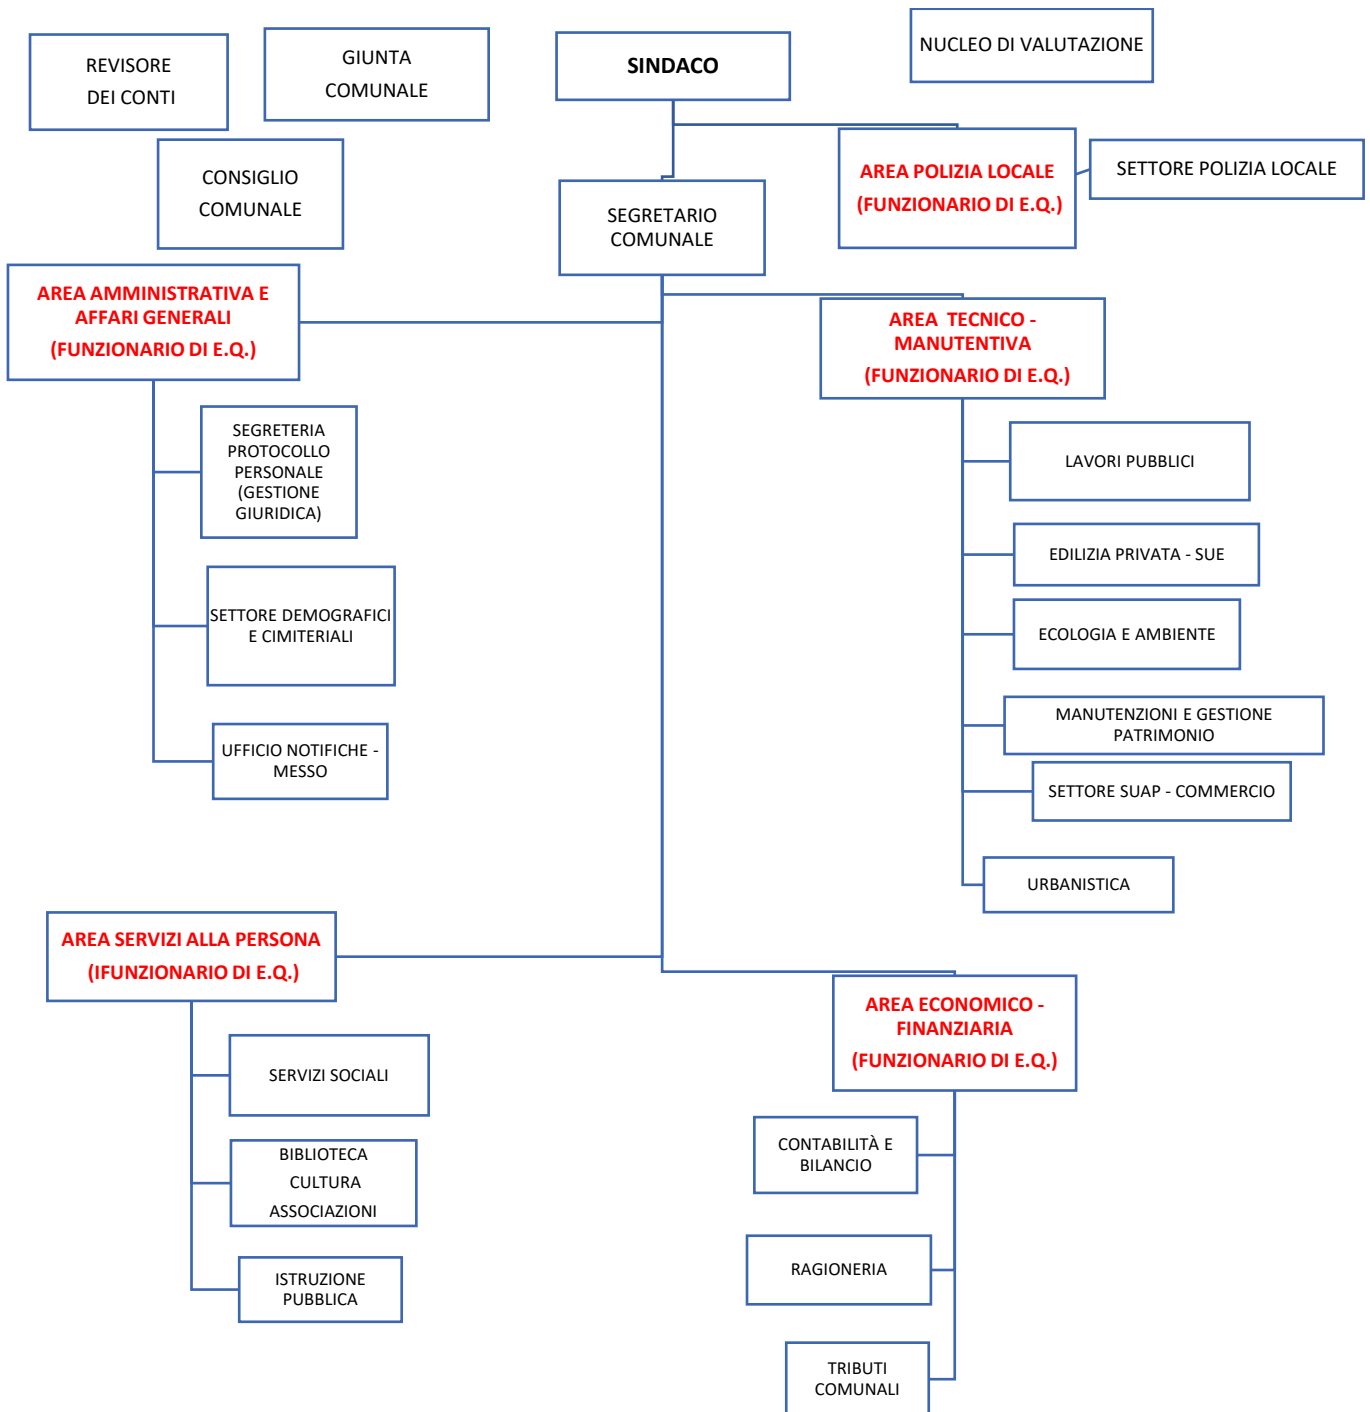 REVISORE
DEI CONTI
GIUNTA
COMUNALE
SINDACO
NUCLEO DI VALUTAZIONE
CONSIGLIO
COMUNALE
SEGRETARIO
COMUNALE
AREA POLIZIA LOCALE
(FUNZIONARIO DI E.Q.)
SETTORE POLIZIA LOCALE
AREA AMMINISTRATIVA E
AFFARI GENERALI
(FUNZIONARIO DI E.Q.)
SEGRETERIA
PROTOCOLLO
PERSONALE
(GESTIONE
GIURIDICA)
SETTORE DEMOGRAFICI
E CIMITERIALI
UFFICIO NOTIFICHE -
MESSO
AREA TECNICO -
MANUTENTIVA
(FUNZIONARIO DI E.Q.)
LAVORI PUBBLICI
EDILIZIA PRIVATA - SUE
ECOLOGIA E AMBIENTE
MANUTENZIONI E GESTIONE
PATRIMONIO
SETTORE SUAP - COMMERCIO
URBANISTICA
AREA SERVIZI ALLA PERSONA
(IFUNZIONARIO DI E.Q.)
SERVIZI SOCIALI
BIBLIOTECA
CULTURA
ASSOCIAZIONI
ISTRUZIONE
PUBBLICA
AREA ECONOMICO -
FINANZIARIA
(FUNZIONARIO DI E.Q.)
CONTABILITÀ E
BILANCIO
RAGIONERIA
TRIBUTI
COMUNALI